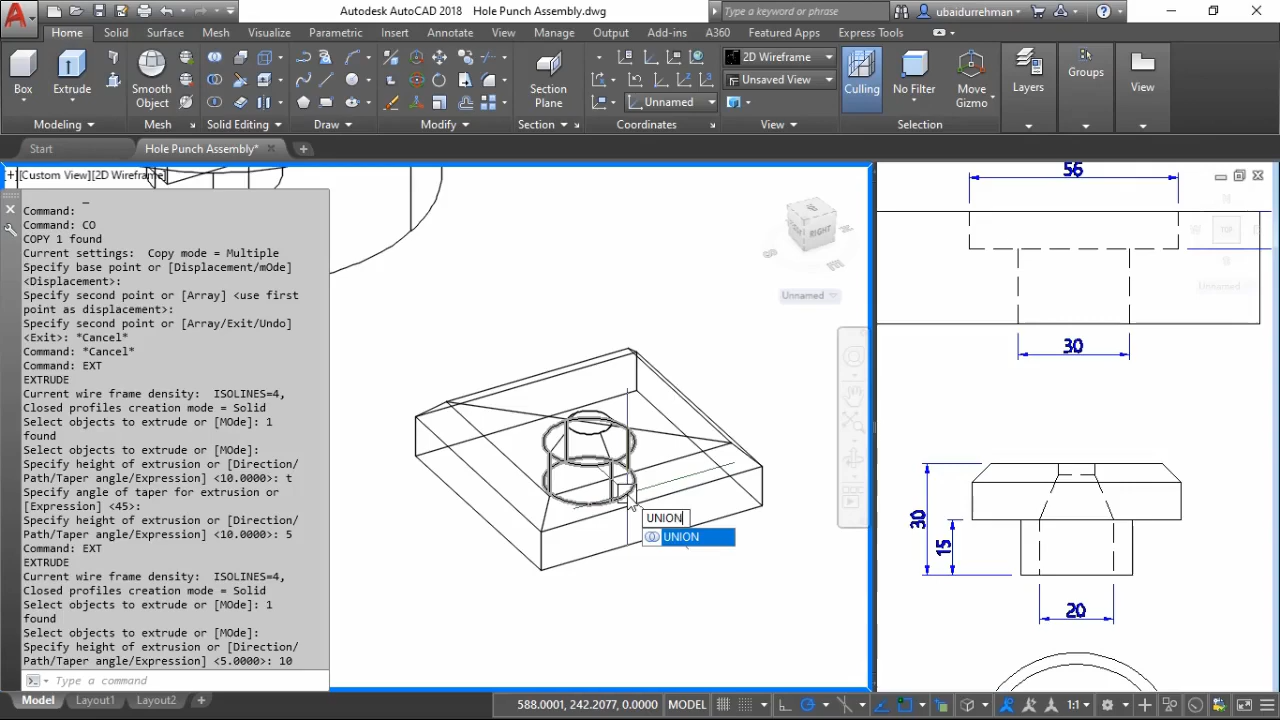 Autodesk AutoCAD 2018
Hole Punch Assembly.dwg
Type a keyword or phrase
ubaidurrehman
Home
Solid
Surface
Mesh
Visualize
Parametric
Insert
Annotate
View
Manage
Output
Add-ins
A360
Featured Apps
Express Tools
Box
Extrude
Smooth
Object
Section
Plane
2D Wireframe
Unsaved View
Unnamed
Culling
No Filter
Move
Gizmo
Layers
Groups
View
Modeling
Mesh
Solid Editing
Draw
Modify
Section
Coordinates
View
Selection
Start
Hole Punch Assembly*
[+][Custom View][2D Wireframe]
Command:
Command: CO
COPY 1 found
Current settings:  Copy mode = Multiple
Specify base point or [Displacement/mOde]
<Displacement>:
Specify second point or [Array] <use first
point as displacement>:
Specify second point or [Array/Exit/Undo]
<Exit>: *Cancel*
Command: *Cancel*
Command: EXT
EXTRUDE
Current wire frame density:  ISOLINES=4,
Closed profiles creation mode = Solid
Select objects to extrude or [MOde]: 1
found
Select objects to extrude or [MOde]:
Specify height of extrusion or [Direction/
Path/Taper angle/Expression] <10.0000>: t
Specify angle of taper for extrusion or
[Expression] <45>:
Specify height of extrusion or [Direction/
Path/Taper angle/Expression] <10.0000>: 5
Command: EXT
EXTRUDE
Current wire frame density:  ISOLINES=4,
Closed profiles creation mode = Solid
Select objects to extrude or [MOde]: 1
found
Select objects to extrude or [MOde]:
Specify height of extrusion or [Direction/
Path/Taper angle/Expression] <5.0000>: 10
Type a command
RIGHT
Unnamed
UNION
UNION
56
TOP
Unnamed
30
30
15
20
Model
Layout1
Layout2
588.0001, 242.2077, 0.0000
MODEL
1:1